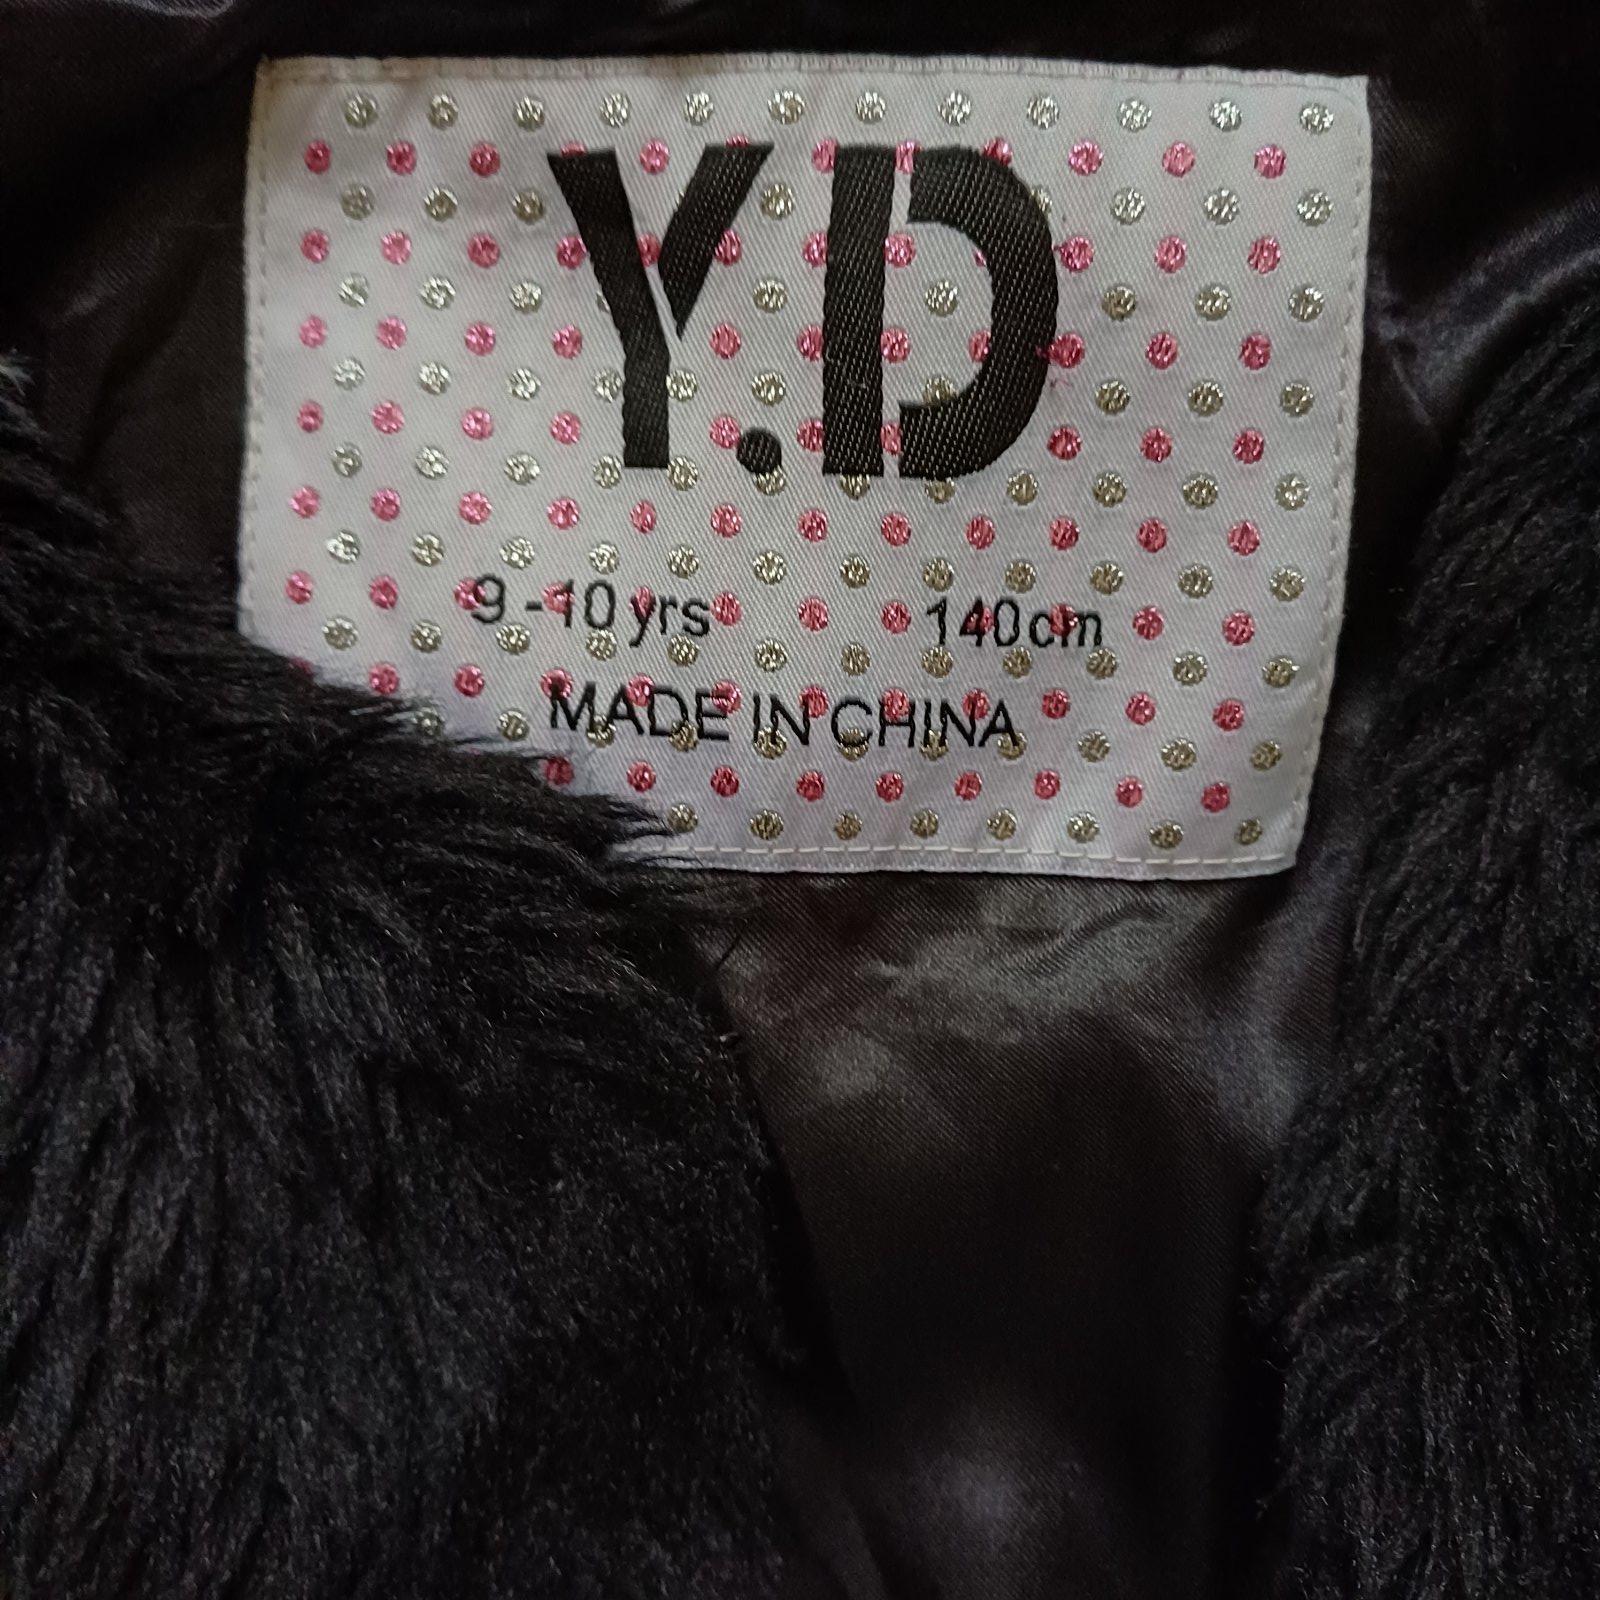 Y.D
9-10 yrs 140cm
MADE IN CHINA